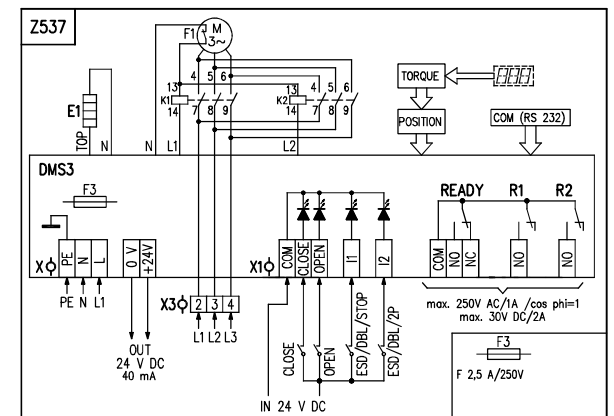 Z537
F1
M
3~
4 5 6
4 5 6
13
K1
14
7 8 9
13
K2
14
7 8 9
TORQUE
POSITION
COM (RS 232)
E1
TOP
N
N
L1
L2
DMS3
F3
READY
R1
R2
X
PE
N
L
0 V
+24V
X1
COM
CLOSE
OPEN
I1
I2
COM
NO
NC
NO
NO
PE N L1
X3
2 3 4
L1 L2 L3
max. 250V AC/1A /cos phi=1
max. 30V DC/2A
OUT
24 V DC
40 mA
CLOSE
OPEN
ESD/DBL/STOP
ESD/DBL/2P
IN 24 V DC
F3
F 2,5 A/250V